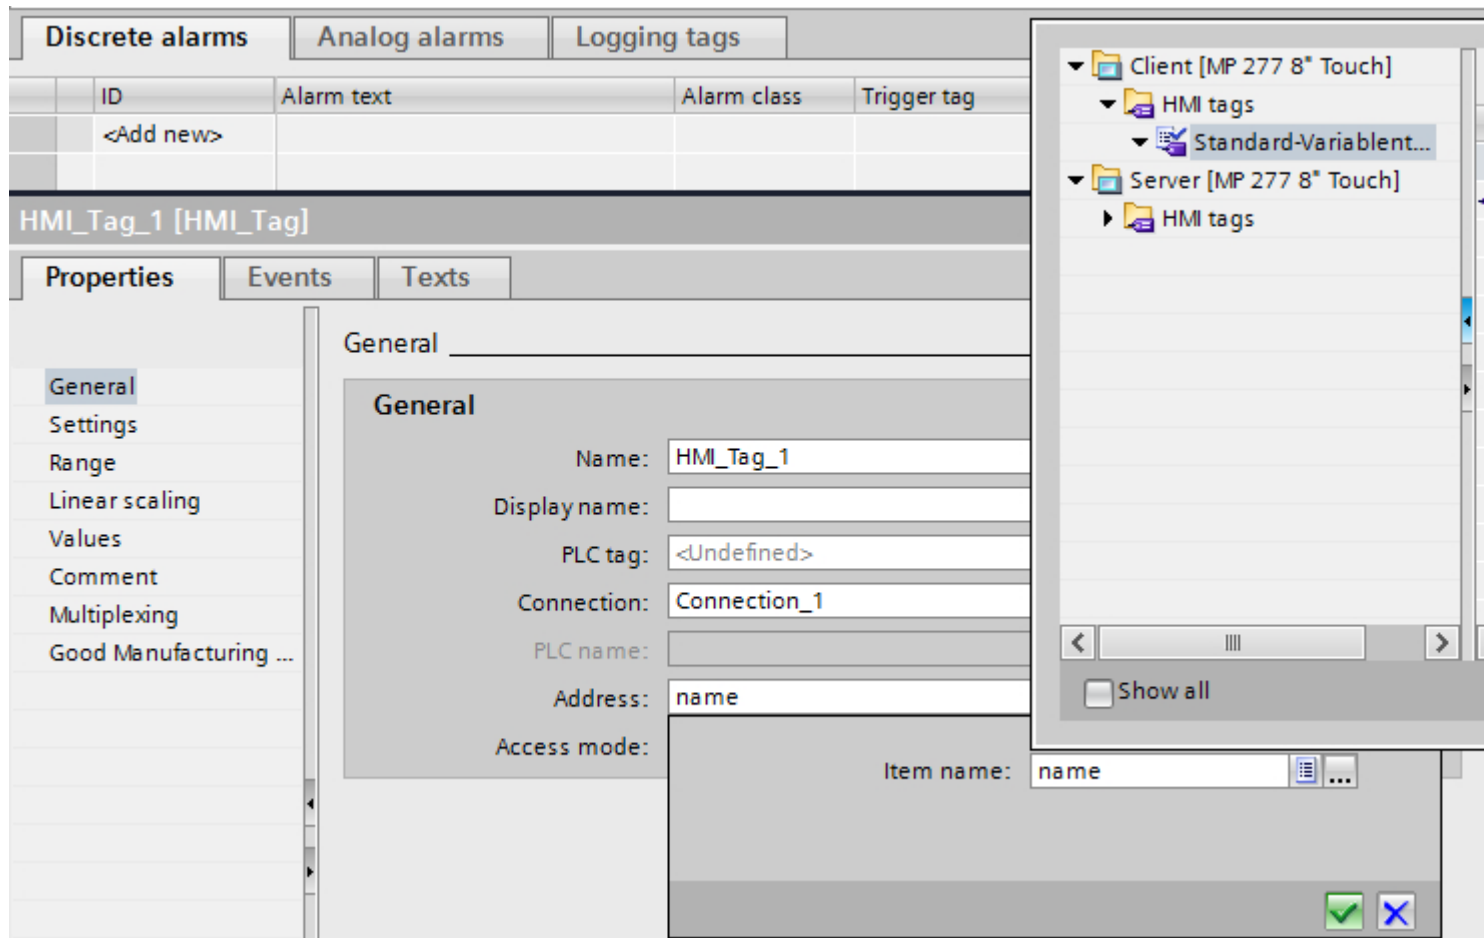 Discrete alarms Analog alarms Logging tags
ID Alarm text Alarm class Trigger tag
<Add new>
Client [MP 277 8" Touch]
HMI tags
Standard-Variablent...
Server [MP 277 8" Touch]
HMI tags
Show all
HMI_Tag_1 [HMI_Tag]
Properties Events Texts
General
Settings
Range
Linear scaling
Values
Comment
Multiplexing
Good Manufacturing ...
General
General
Name: HMI_Tag_1
Display name:
PLC tag: <Undefined>
Connection: Connection_1
PLC name:
Address: name
Access mode:
Item name: name
...